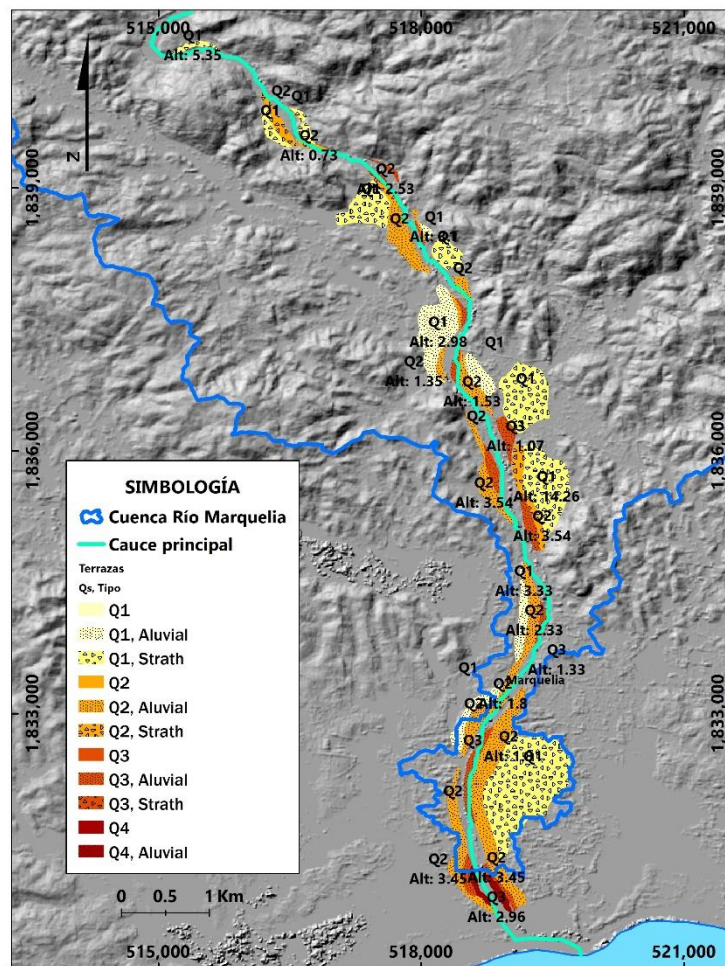 515,000 518,000 521,000
Q1
Alt: 5.35
Q2
Q1
Q1
Q2
Alt: 0.73
N
1,839,000 1,839,000
Q2
Alt: 2.53
Q1
Q2
Q1
Q2
Q1
Q1
Alt: 2.98
Q2
Alt: 1.35
Q1
Q2
Alt: 1.53
Q2
Q3
Alt: 1.07
1,836,000 1,836,000
Q1
Alt: 14.26
Q2
Alt: 3.54
Q2
Alt: 3.54
SIMBOLOGÍA
Cuenca Río Marquelia
Cauce principal
Terrazas
Qs, Tipo
Q1
Q1, Aluvial
Q1, Strath
Q2
Q2, Aluvial
Q2, Strath
Q3
Q3, Aluvial
Q3, Strath
Q4
Q4, Aluvial
Q1
Alt: 3.33
Q2
Alt: 2.33
Q3
Alt: 1.33
Q1
Marquelia
Q2
Alt: 1.8
Q2
1,833,000 1,833,000
Q3
Q2
Q1
Q2
Q2
Alt: 3.45
Q2
Alt: 3.45
Q3
Alt: 2.96
0 0.5 1 Km
515,000 518,000 521,000